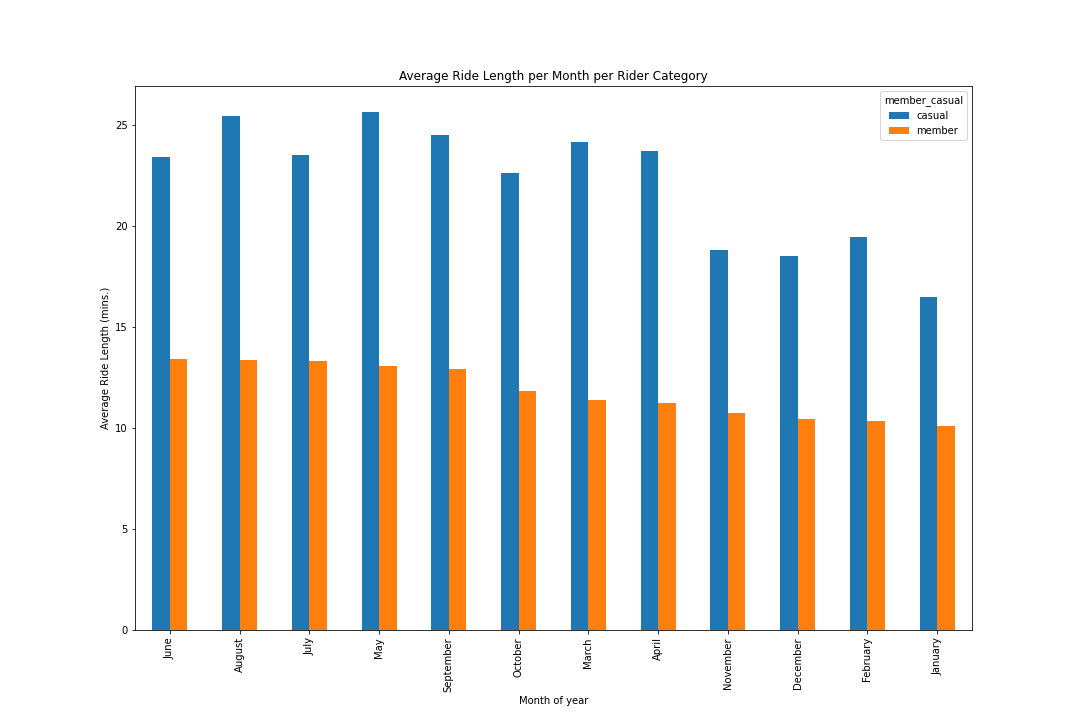 Average Ride Length per Month per Rider Category
member_casual
casual
member
Average Ride Length (mins.)
25
20
15
10
5
0
June
August
July
May
September
October
March
April
November
December
February
January
Month of year